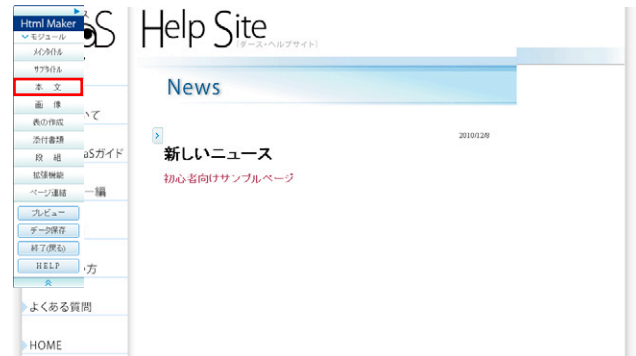 Html Maker
モジュール
メインタイトル
サブタイトル
本 文
画 像
表の作成
添付書類
段 組
拡張機能
ページ連結
プレビュー
データ保存
終了(戻る)
HELP
aS
Help Site
(ダース・ヘルプサイト)
いて
aSガイド
ー編
い方
よくある質問
HOME
News
2010/12/8
新しいニュース
初心者向けサンプルページ